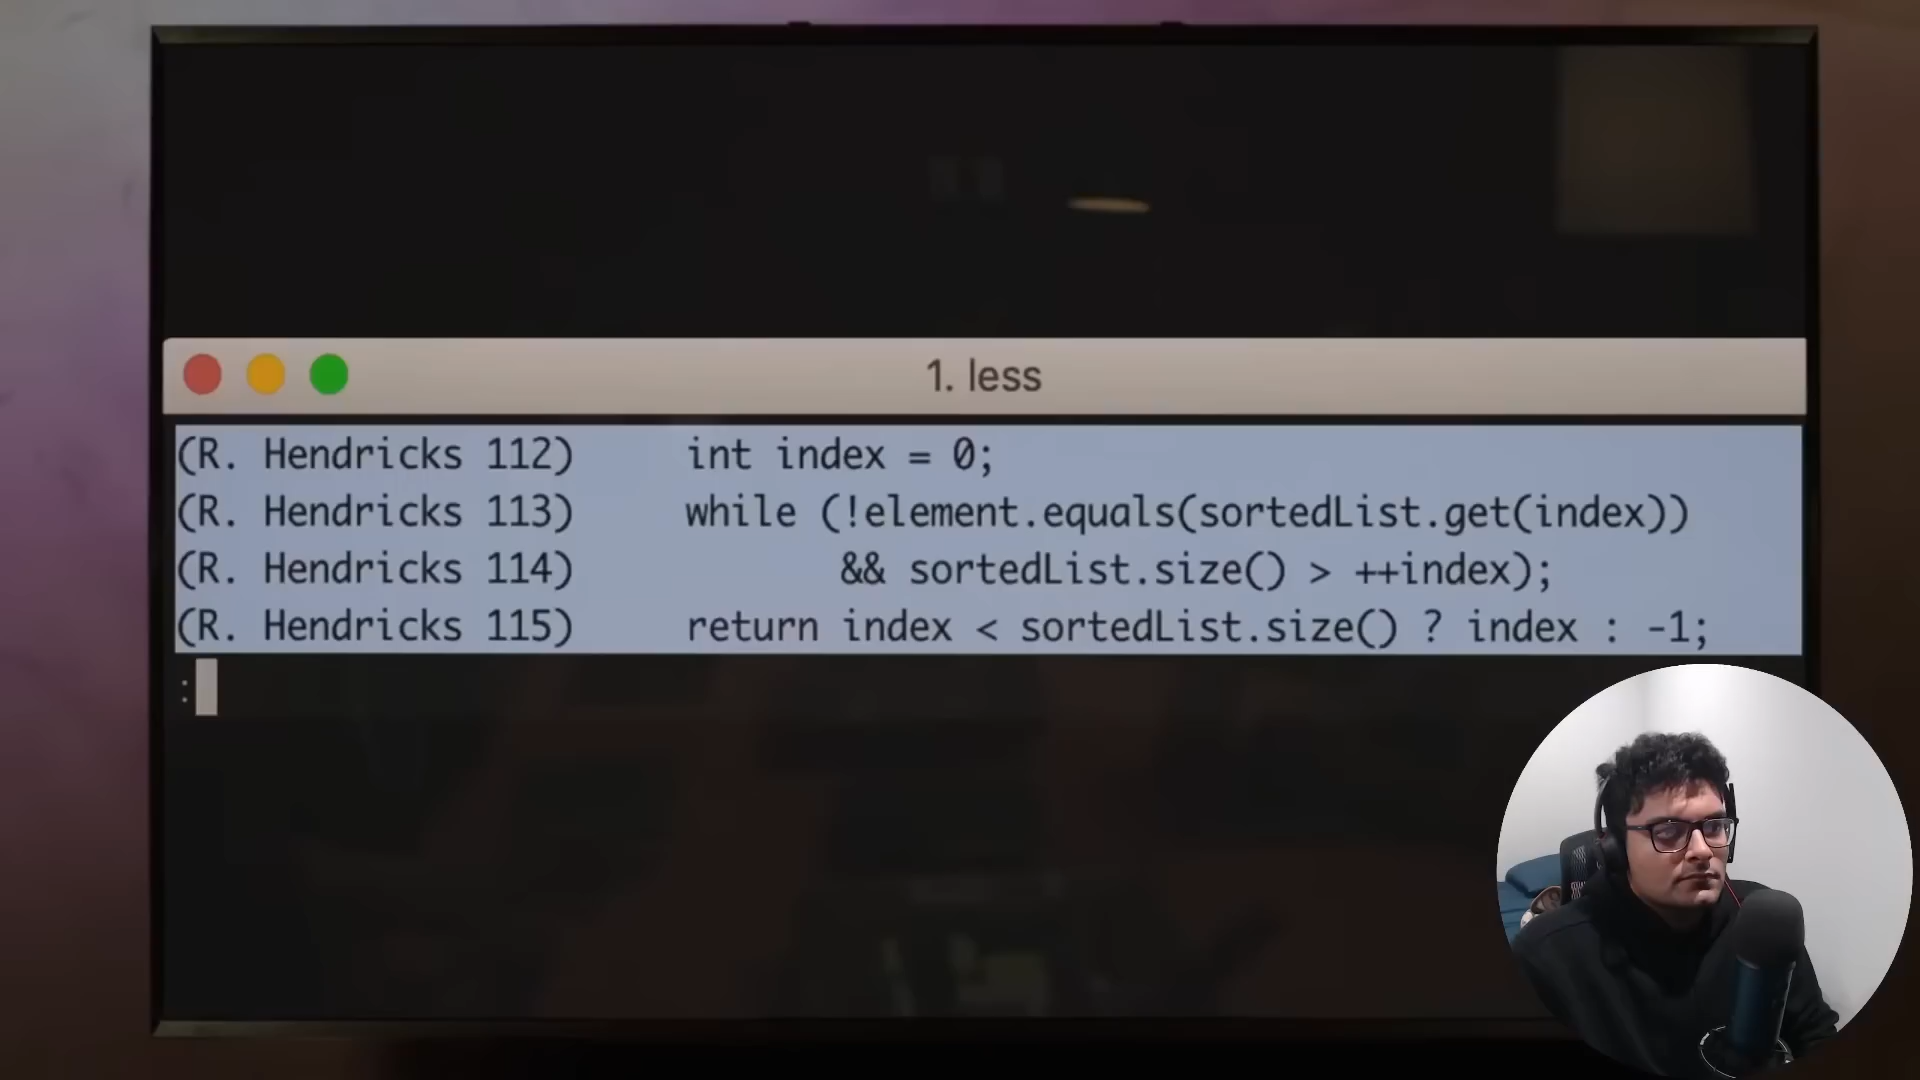 1. less
(R. Hendricks 112) int index = 0;
(R. Hendricks 113) while (!element.equals(sortedList.get(index))
(R. Hendricks 114) && sortedList.size() > ++index);
(R. Hendricks 115) return index < sortedList.size() ? index : -1;
: